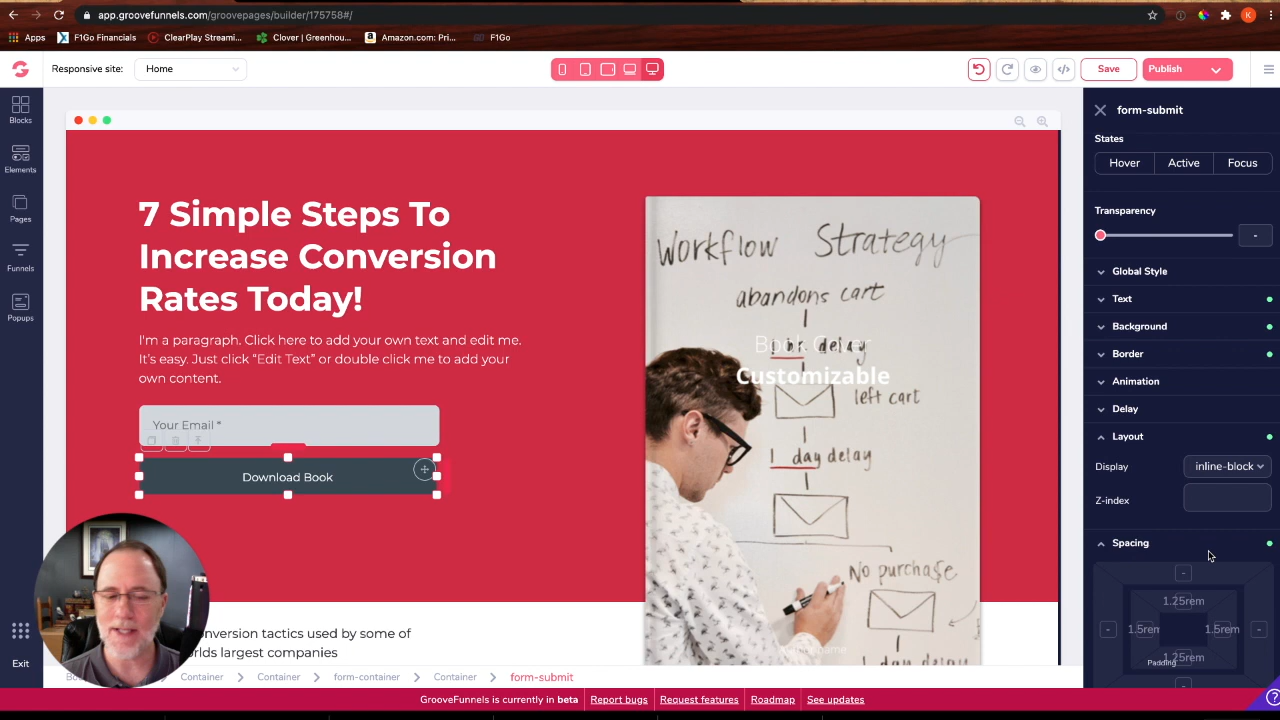 app.groovefunnels.com/groovepages/builder/175758#/
K
Apps
F1Go Financials
ClearPlay Streami...
Clover | Greenhou...
Amazon.com: Pri...
F1Go
Responsive site:
Home
Save
Publish
Blocks
Elements
Pages
Funnels
Popups
Exit
7 Simple Steps To
Increase Conversion
Rates Today!
I'm a paragraph. Click here to add your own text and edit me.
It's easy. Just click "Edit Text" or double click me to add your
own content.
Your Email *
Download Book
Workflow Strategy
abandons cart
1 hr delay
Book Cover
Customizable
left cart
1 day delay
No purchase
onversion tactics used by some of
orlds largest companies
form-submit
States
Hover
Active
Focus
Transparency
-
Global Style
Text
Background
Border
Animation
Delay
Layout
Display
inline-block
Z-index
Spacing
-
1.25rem
-
1.5rem
1.5rem
-
1.25rem
Padding
-
Container
Container
form-container
Container
form-submit
GrooveFunnels is currently in beta
Report bugs
Request features
Roadmap
See updates
?